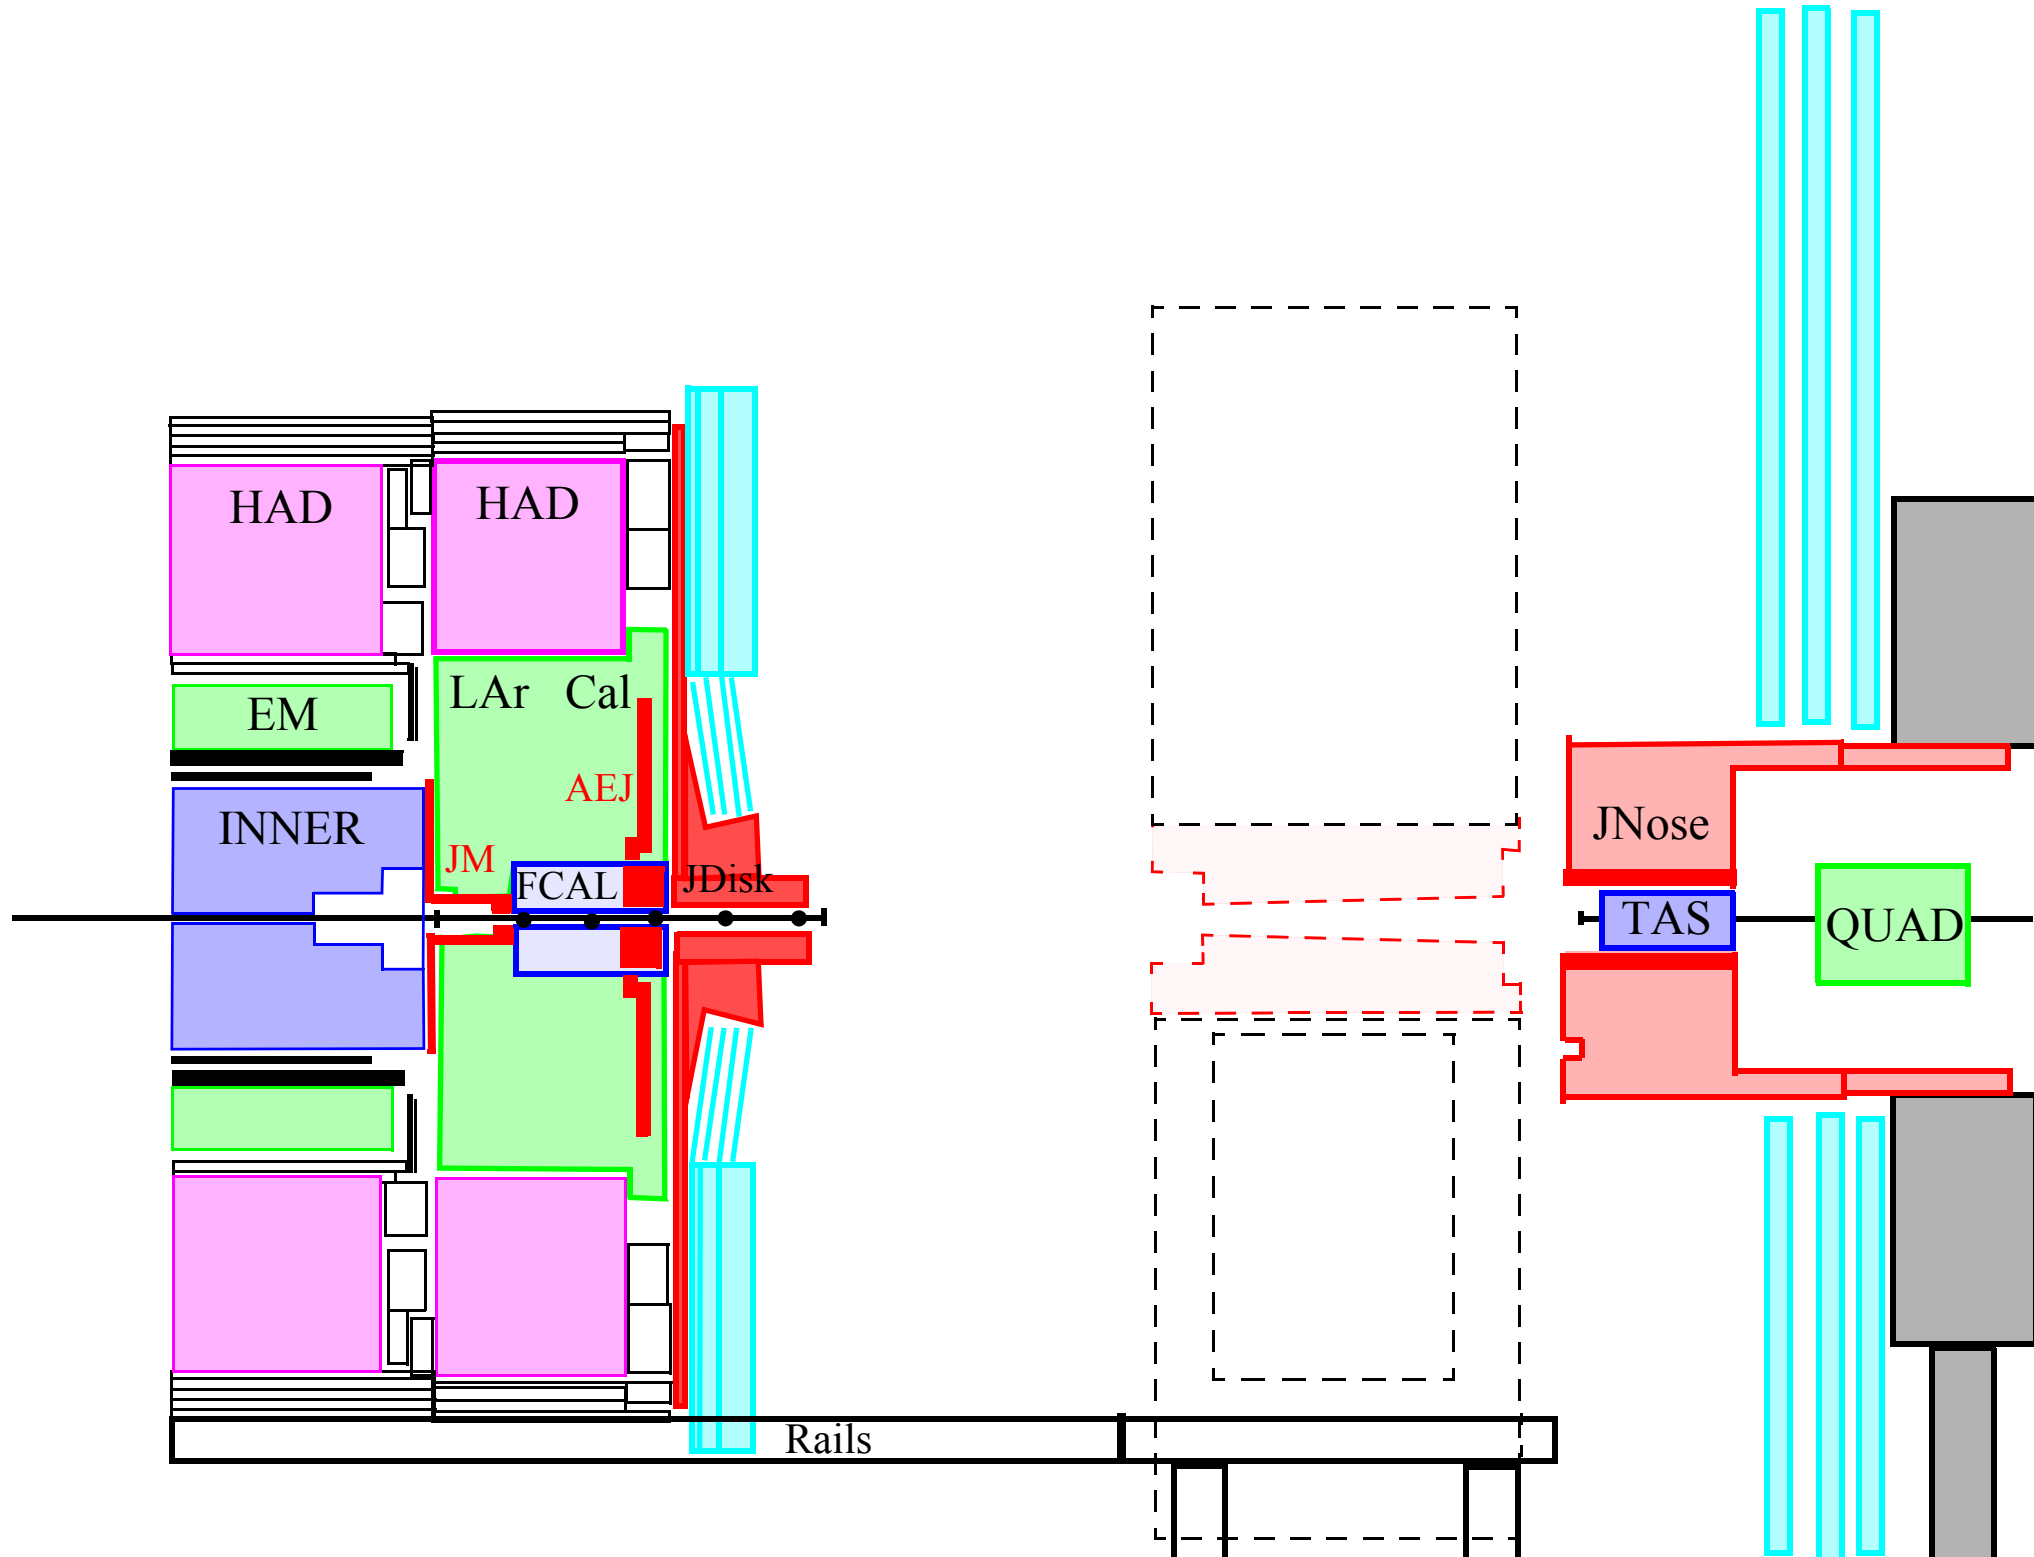 HAD
HAD
LAr Cal
EM
AEJ
INNER
JNose
JM
FCAL
JDisk
TAS
QUAD
Rails